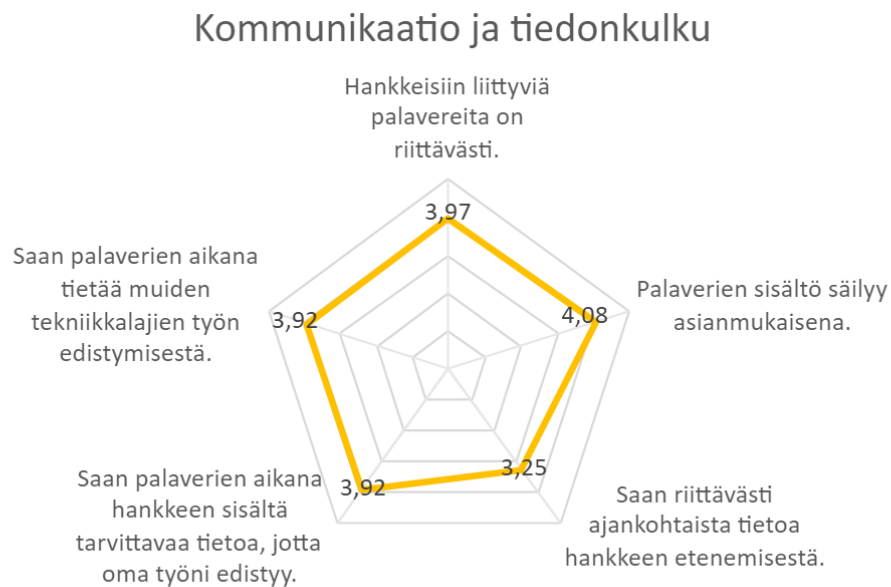 Kommunikaatio ja tiedonkulku
Hankkeisiin liittyviä
palavereita on
riittävästi.
3,97
Saan palaverien aikana
tietää muiden
tekniikkalajien työn
edistymisestä.
3,92
4,08
Palaverien sisältö säilyy
asianmukaisena.
Saan palaverien aikana
hankkeen sisältä
tarvittavaa tietoa, jotta
oma työni edistyy.
3,92
3,25
Saan riittävästi
ajankohtaista tietoa
hankkeen etenemisestä.